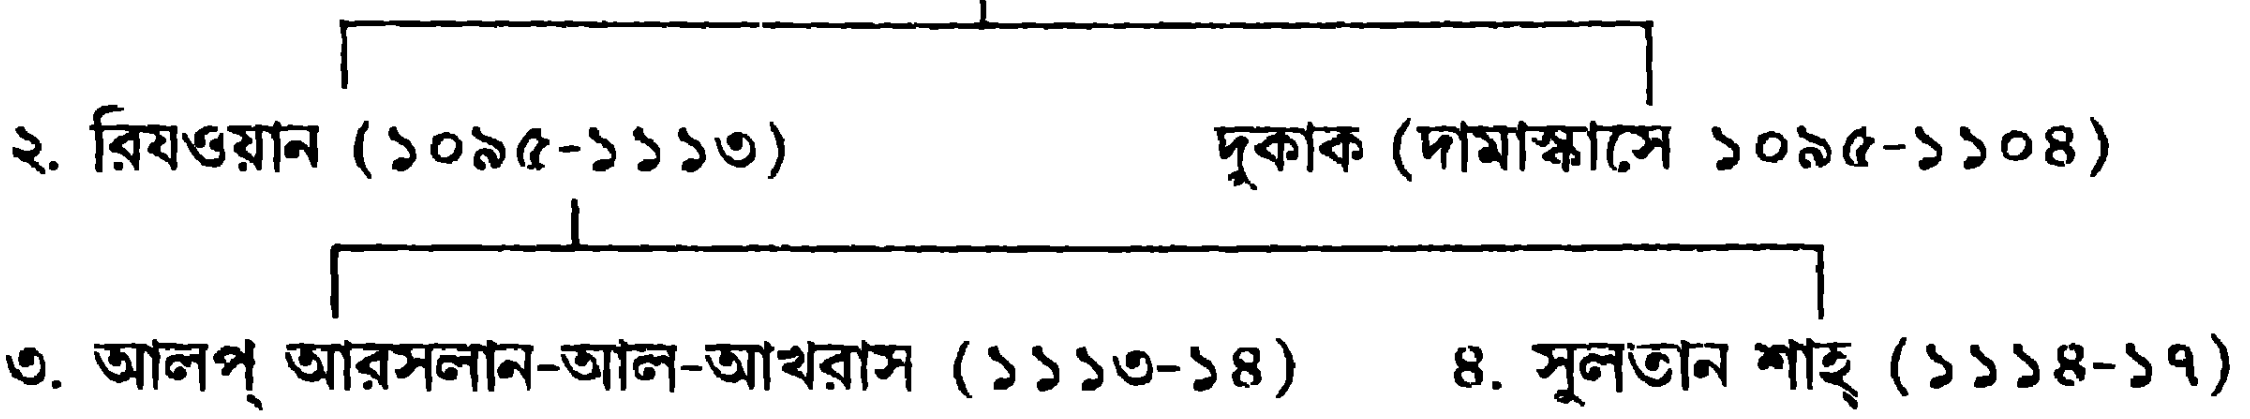 ২. রিযওয়ান (১০৯৫-১১১৩) দুকাক (দামাস্কাসে ১০৯৫-১১০৪)
৩. আলপ্ আরসলান-আল-আখরাস (১১১৩-১৪) ৪. সুলতান শাহ্ (১১১৪-১৭)